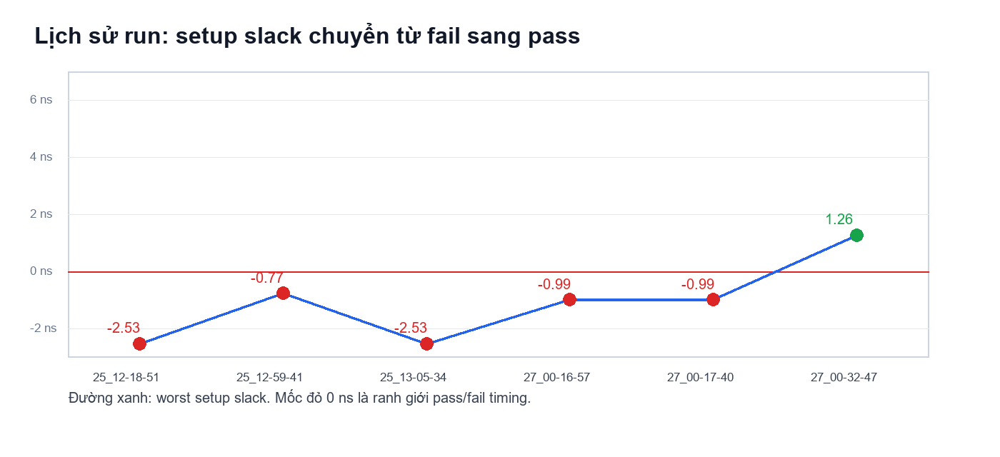 Lịch sử run: setup slack chuyển từ fail sang pass
6 ns
4 ns
2 ns
0 ns
-2 ns
-2.53
-0.77
-2.53
-0.99
-0.99
1.26
25_12-18-51
25_12-59-41
25_13-05-34
27_00-16-57
27_00-17-40
27_00-32-47
Đường xanh: worst setup slack. Mốc đỏ 0 ns là ranh giới pass/fail timing.